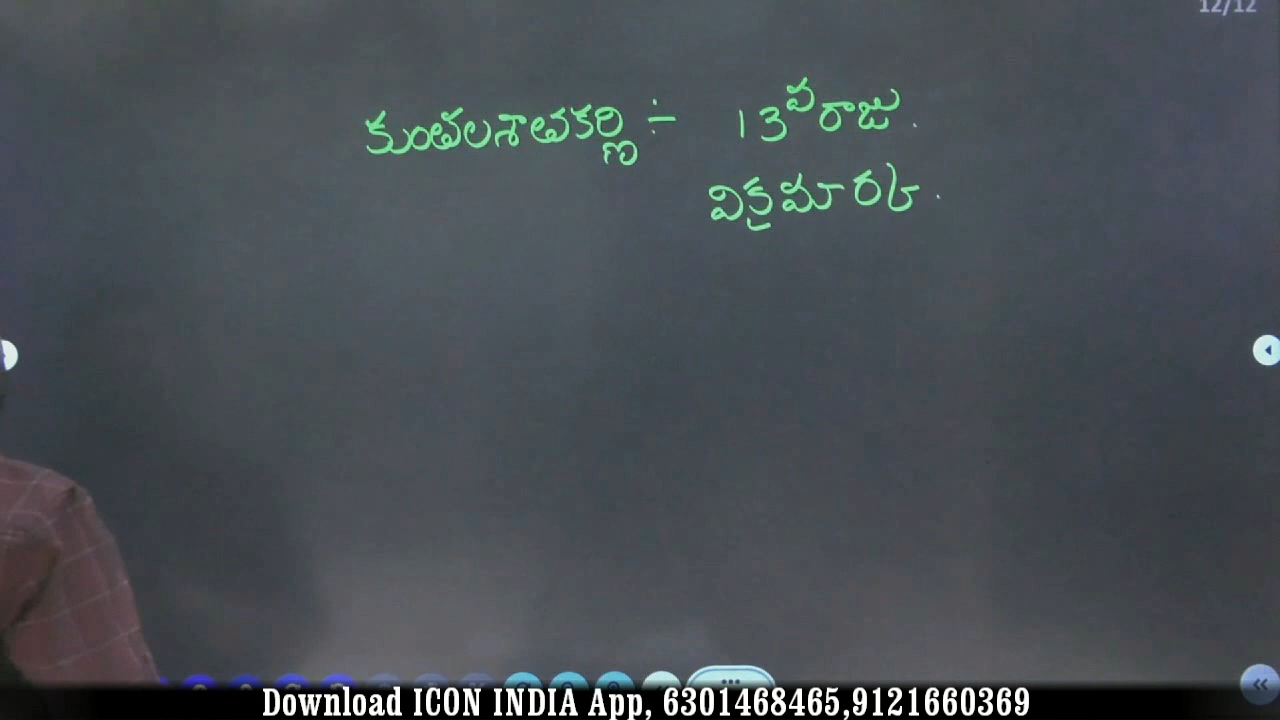 12/12
కుంతలశాతకర్ణి ÷ 13వ రాజు.
విక్రమార్క.
Download ICON INDIA App, 6301468465,9121660369